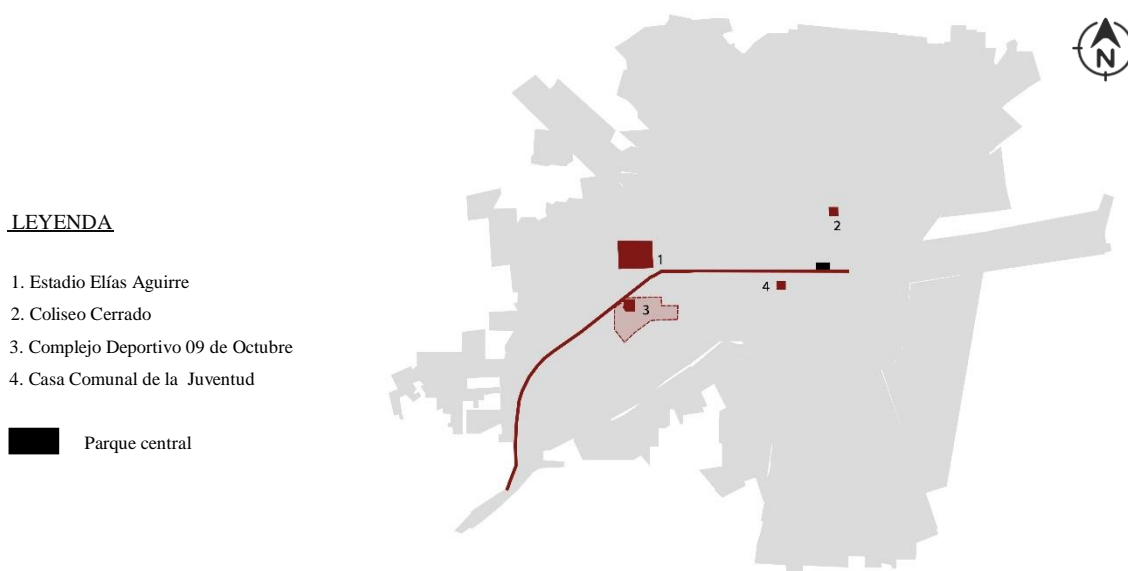 LEYENDA
1. Estadio Elías Aguirre
2. Coliseo Cerrado
3. Complejo Deportivo 09 de Octubre
4. Casa Comunal de la Juventud
Parque central
N
2
1
4
3